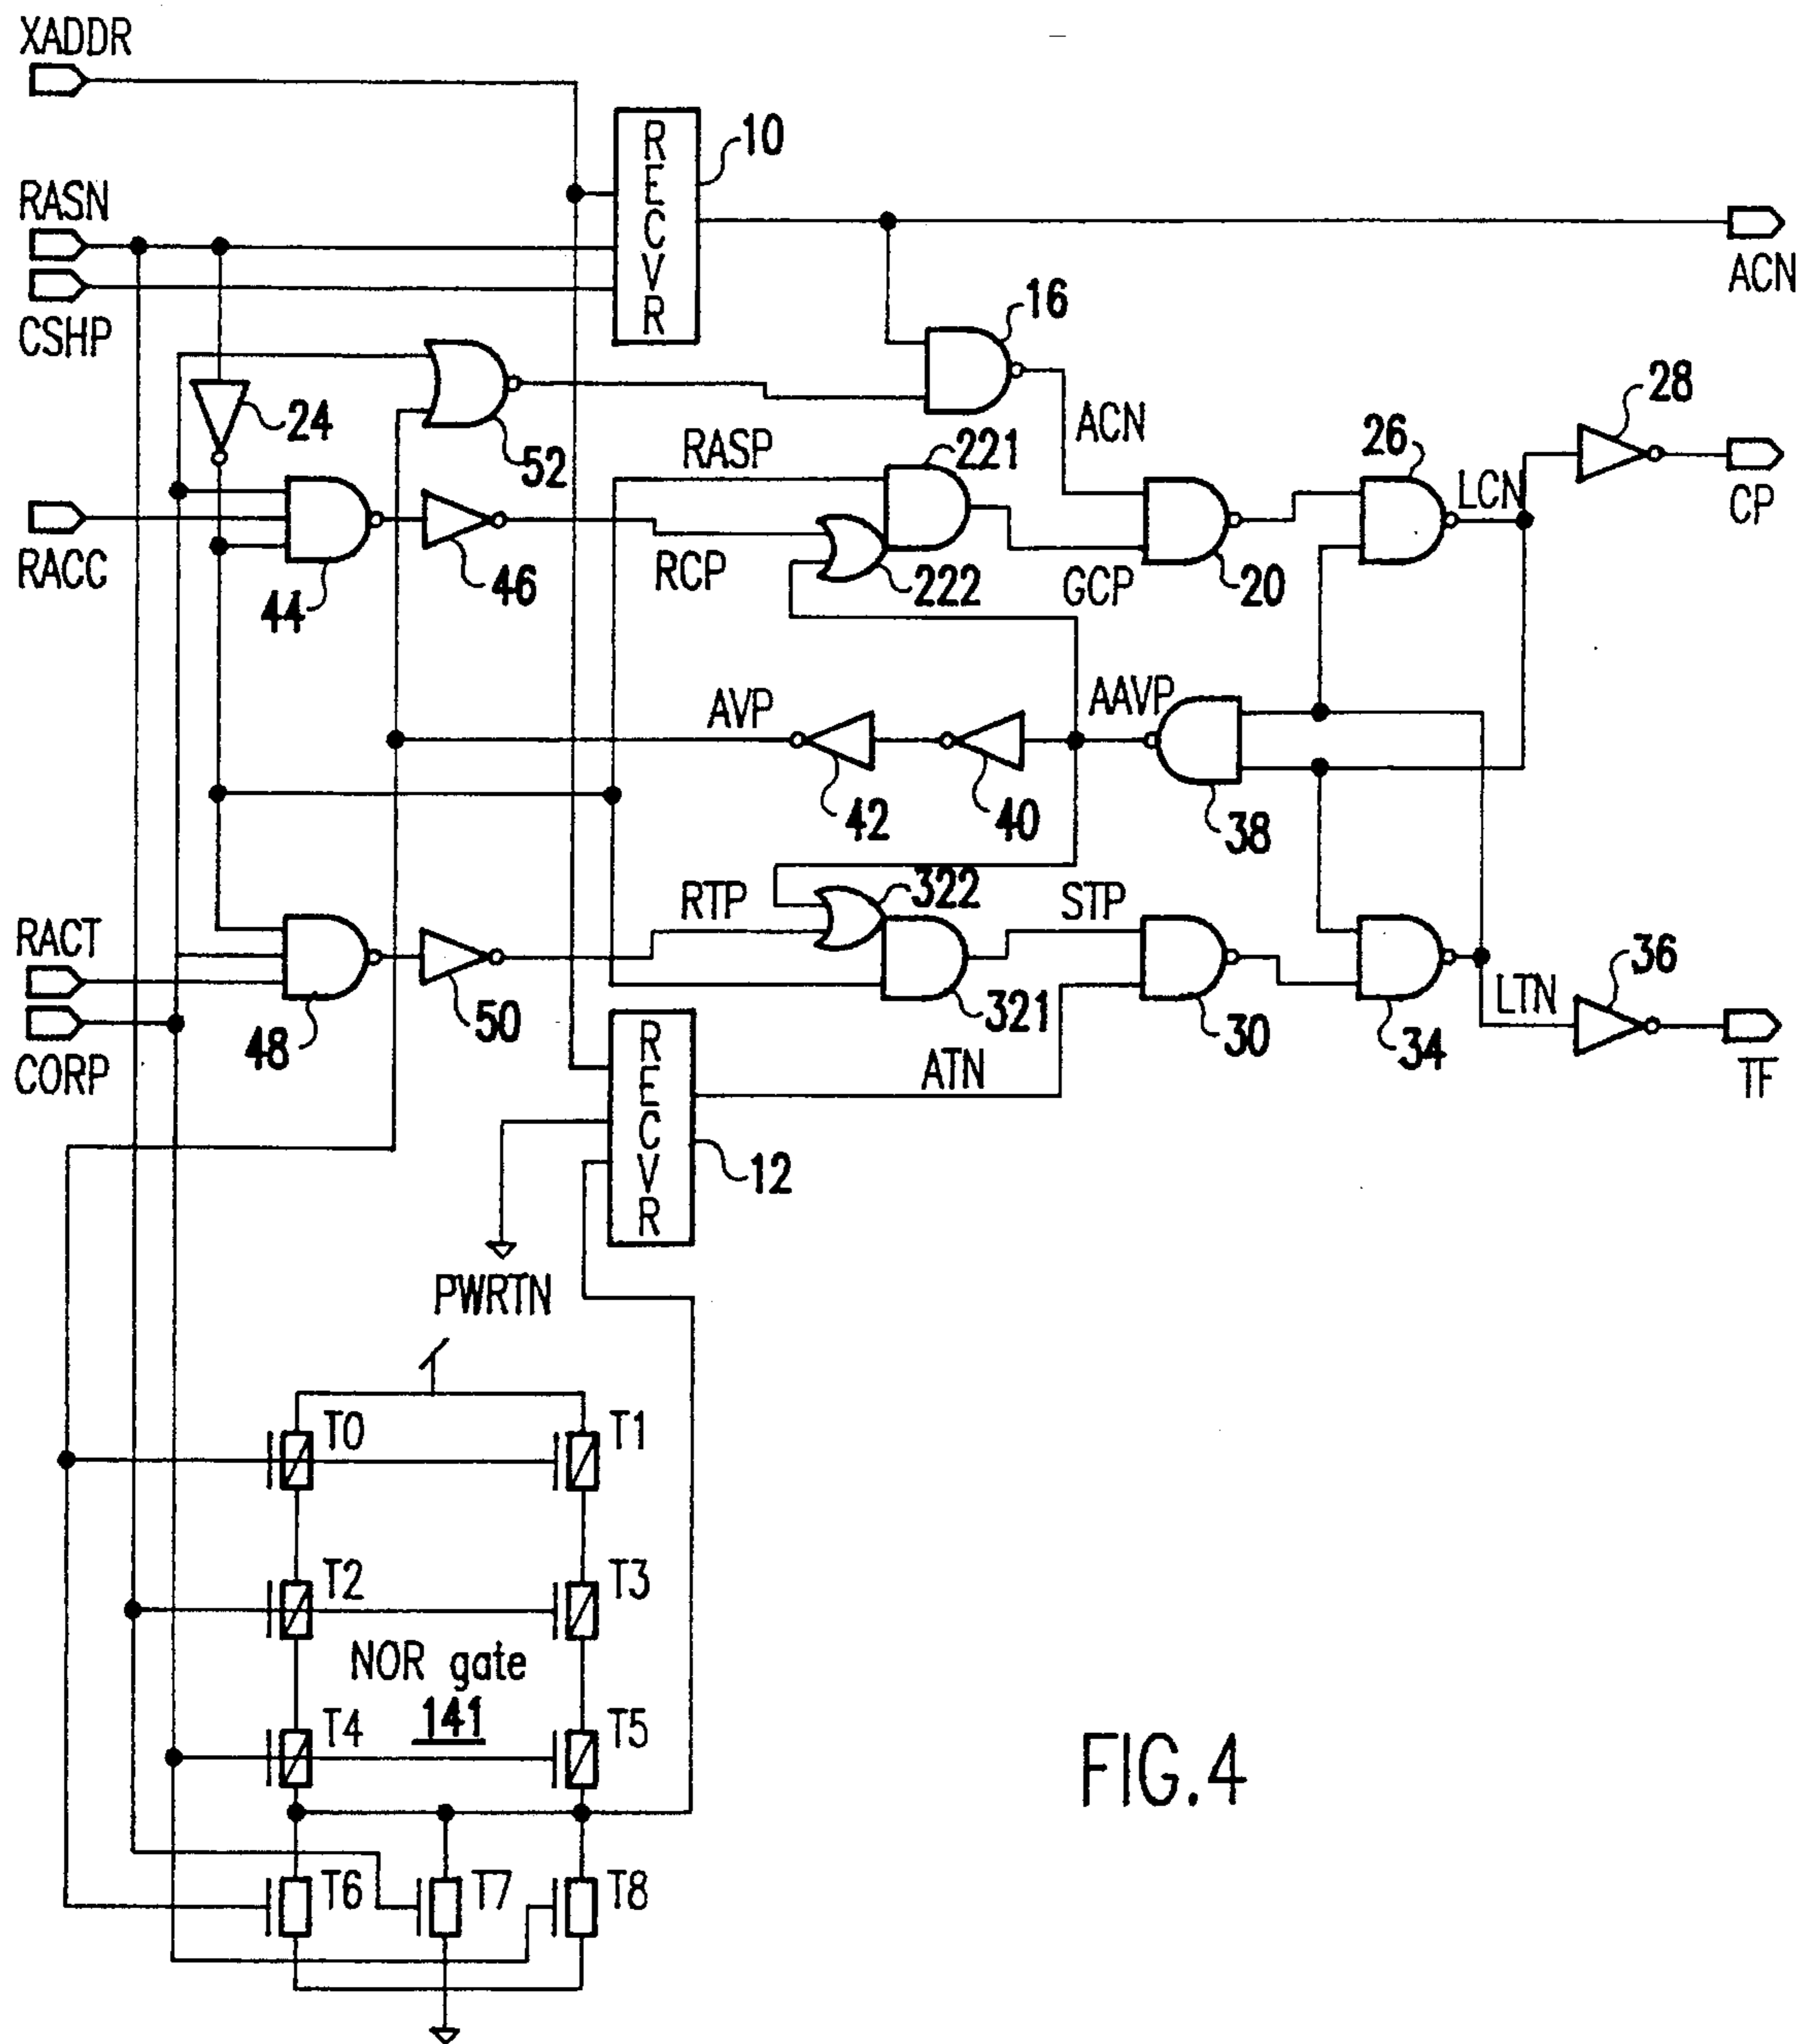 XADDR
RECVR
10
RASN
ACN
CSHP
16
24
52
ACN
28
RASP
221
26
LCN
CP
RACC
44
46
RCP
222
GCP
20
AVP
AAVP
42
40
38
RACT
RTP
322
STP
36
48
50
321
30
34
LTN
CORP
RECVR
ATN
TF
12
PWRTN
T0
T1
T2
T3
NOR gate
141
T4
T5
T6
T7
T8
FIG.4